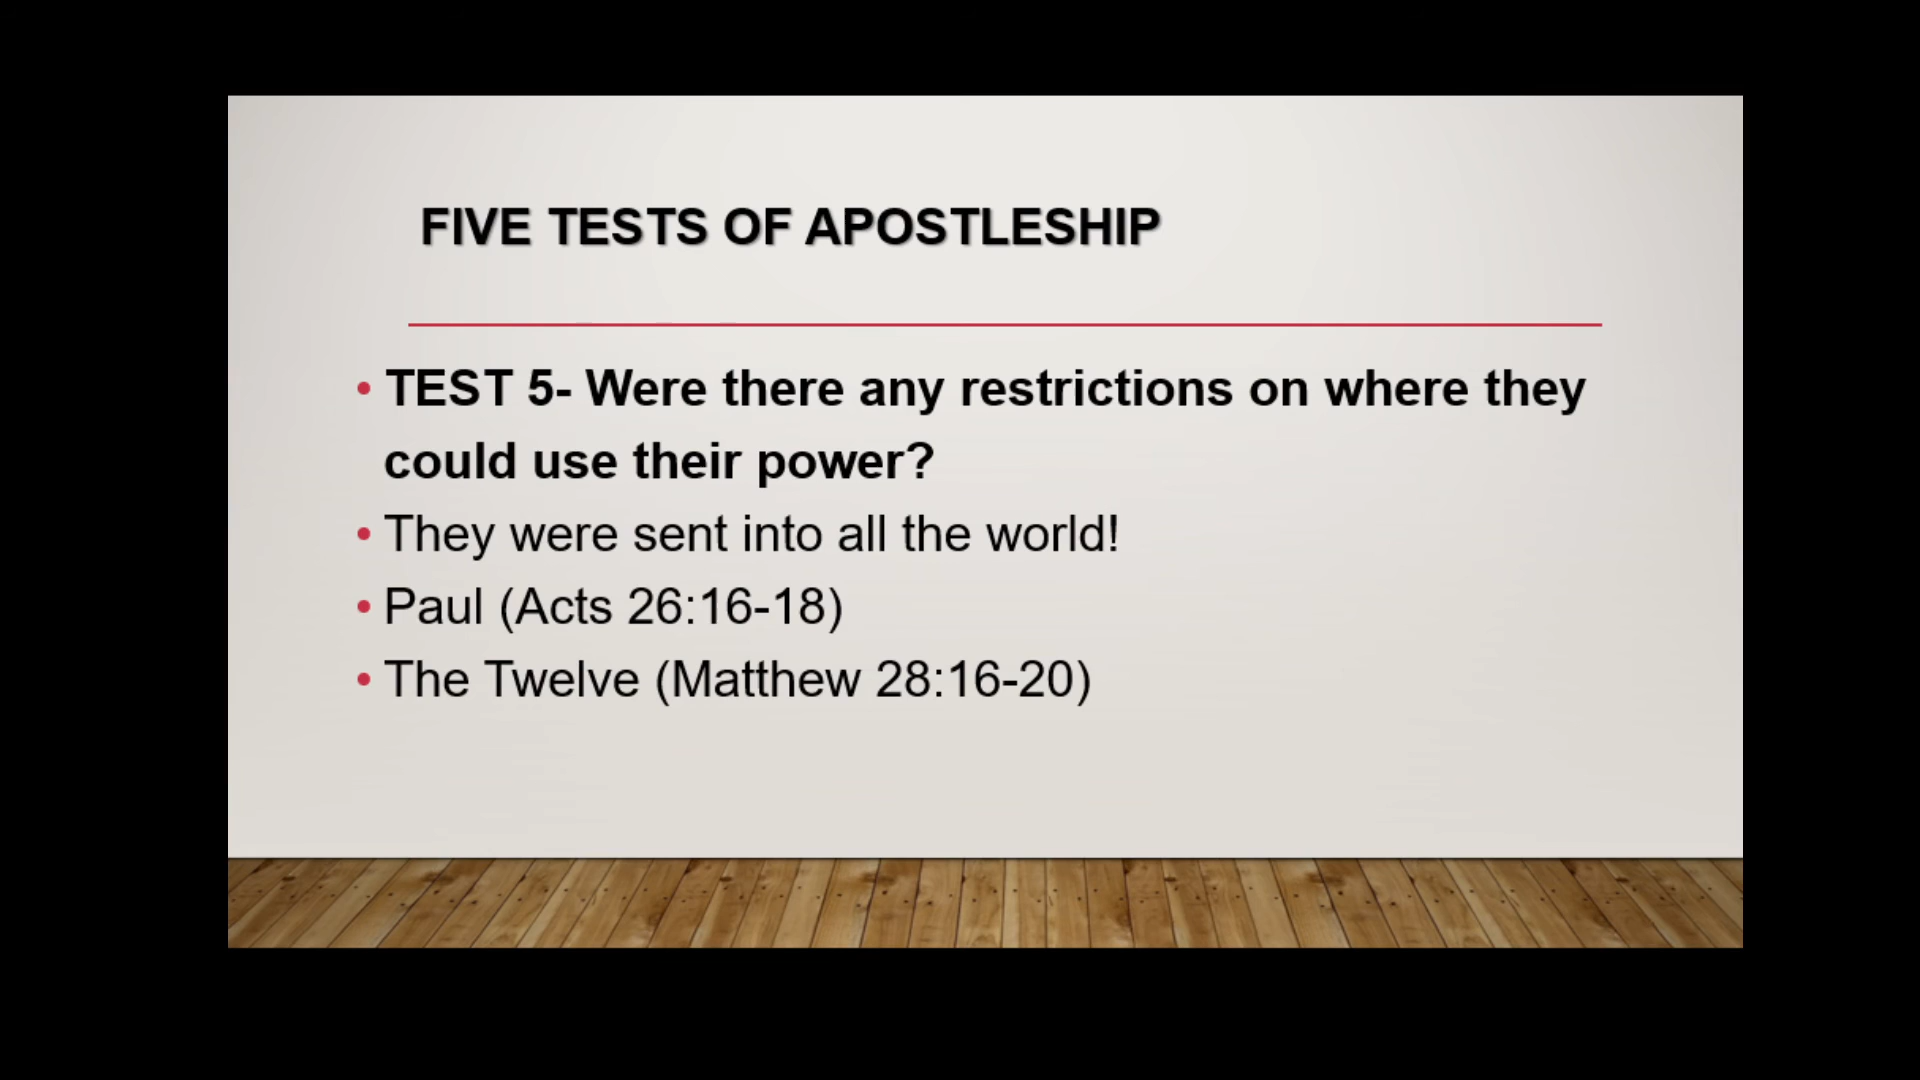 FIVE TESTS OF APOSTLESHIP
• TEST 5- Were there any restrictions on where they
could use their power?
• They were sent into all the world!
• Paul (Acts 26:16-18)
• The Twelve (Matthew 28:16-20)